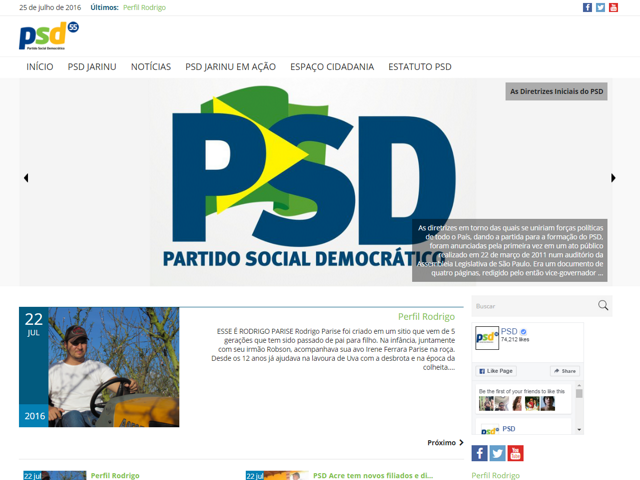 25 de julho de 2016 Últimos: Perfil Rodrigo
psd 55
Partido Social Democrático
INÍCIO PSD JARINU NOTÍCIAS PSD JARINU EM AÇÃO ESPAÇO CIDADANIA ESTATUTO PSD
As Diretrizes Iniciais do PSD
PSD
PARTIDO SOCIAL DEMOCRÁTICO
As diretrizes em torno das quais se uniriam forças políticas
de todo o País, dando a partida para a formação do PSD,
foram anunciadas pela primeira vez em um ato público
realizado em 22 de março de 2011 num auditório da
Assembleia Legislativa de São Paulo. Era um documento de
quatro páginas, redigido pelo então vice-governador ...
22
JUL
2016
Perfil Rodrigo
ESSE É RODRIGO PARISE Rodrigo Parise foi criado em um sitio que vem de 5
gerações que tem sido passado de pai para filho. Na infância, juntamente
com seu irmão Robson, acompanhava sua avo Irene Ferrara Parise na roça.
Desde os 12 anos já ajudava na lavoura de Uva com a desbrota e na época da
colheita....
Próximo
Buscar
psd
PSD
74,212 likes
Like Page
Share
Be the first of your friends to like this
psd
PSD
22 jul
Perfil Rodrigo
22 jul
PSD Acre tem novos filiados e di...
Perfil Rodrigo